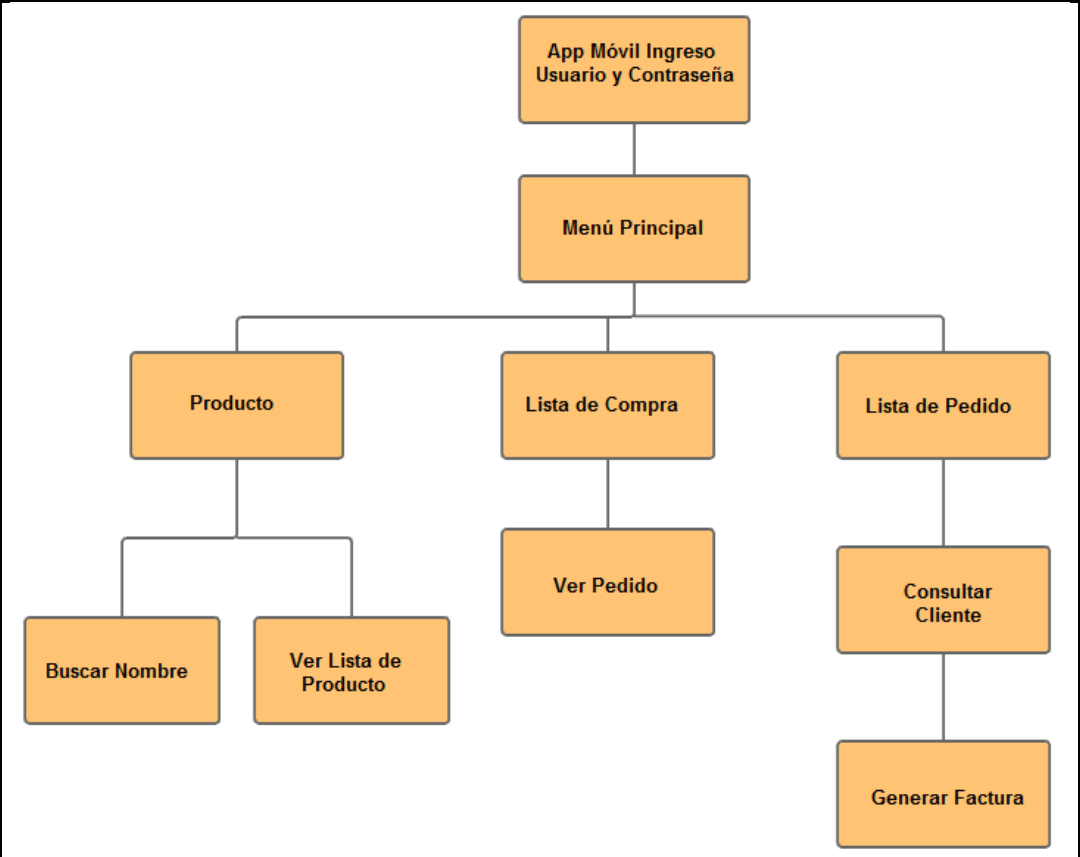 App Móvil Ingreso
Usuario y Contraseña
Menú Principal
Producto
Lista de Compra
Lista de Pedido
Buscar Nombre
Ver Lista de
Producto
Ver Pedido
Consultar
Cliente
Generar Factura